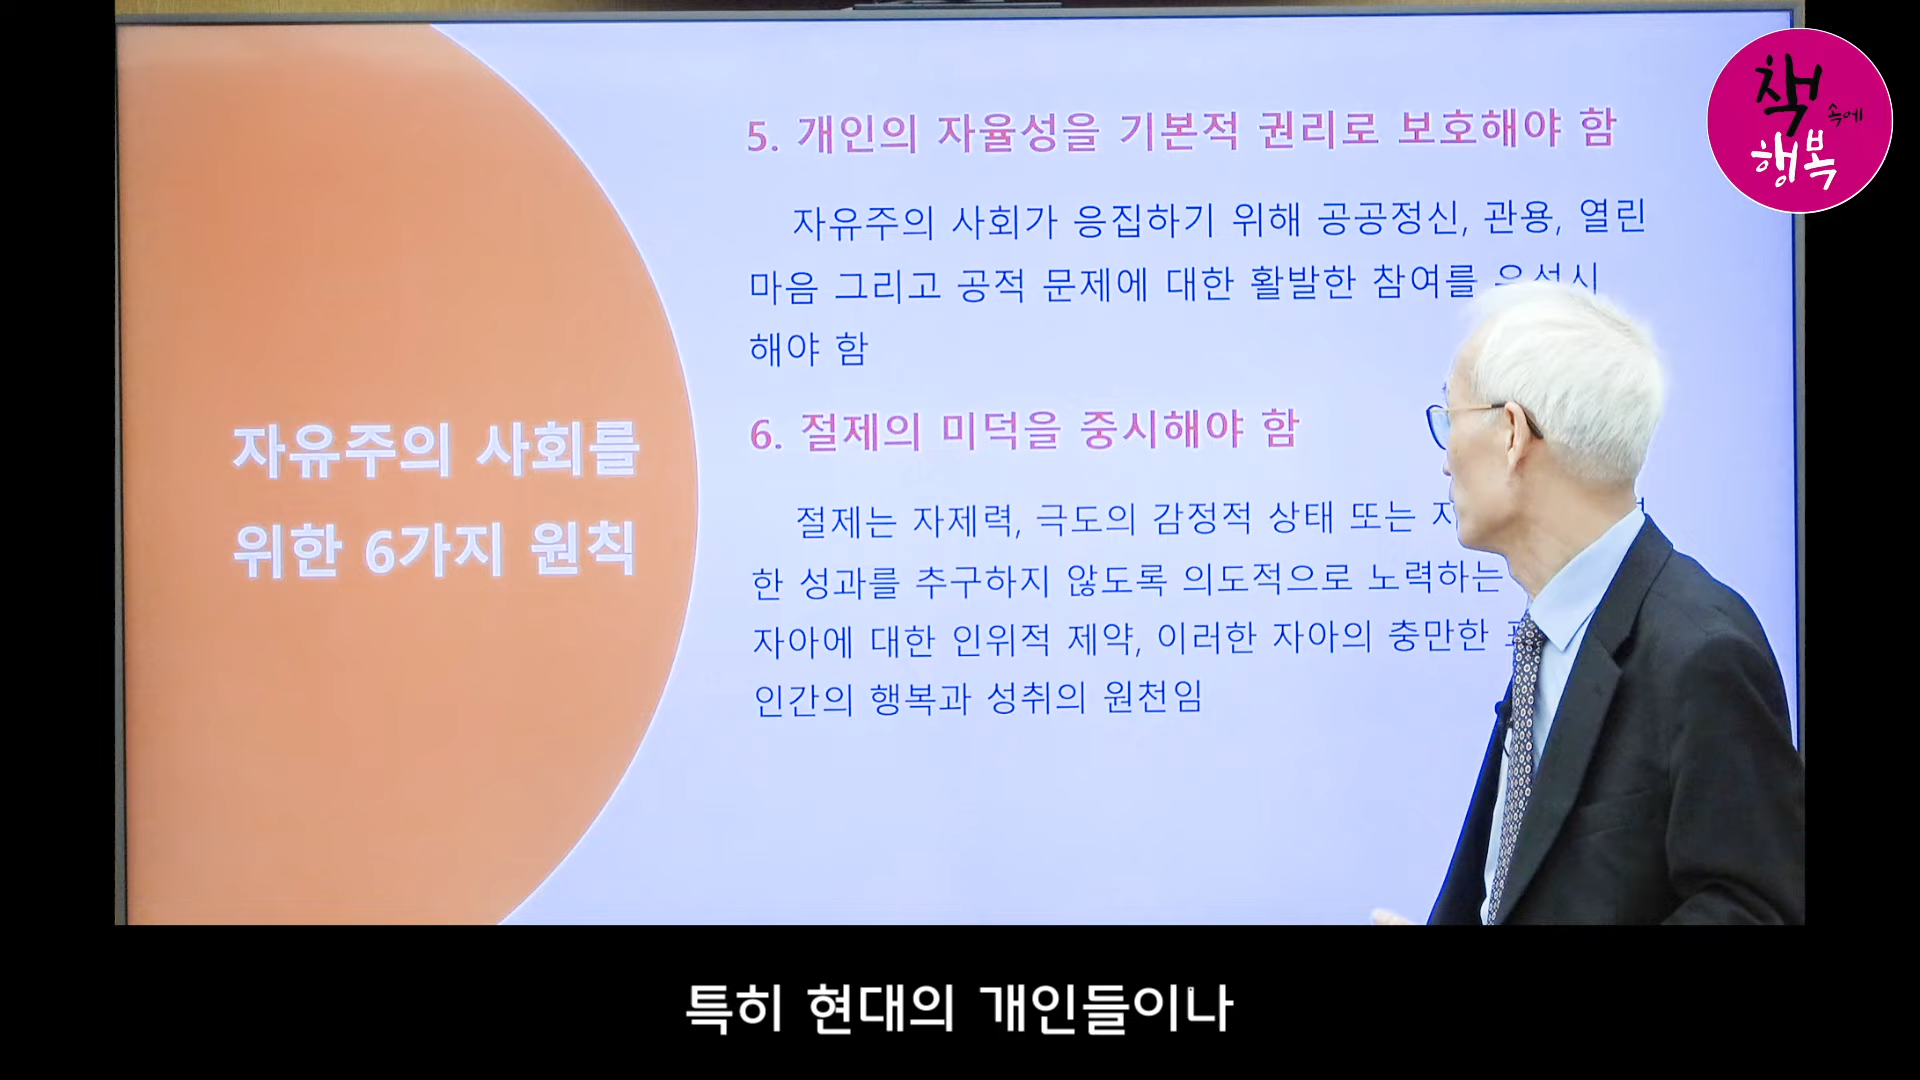 책
속에
행복
5. 개인의 자율성을 기본적 권리로 보호해야 함
자유주의 사회가 응집하기 위해 공공정신, 관용, 열린
마음 그리고 공적 문제에 대한 활발한 참여를
해야 함
6. 절제의 미덕을 중시해야 함
절제는 자제력, 극도의 감정적 상태 또는
한 성과를 추구하지 않도록 의도적으로 노력하는
자아에 대한 인위적 제약, 이러한 자아의 충만한
인간의 행복과 성취의 원천임
자유주의 사회를
위한 6가지 원칙
특히 현대의 개인들이나